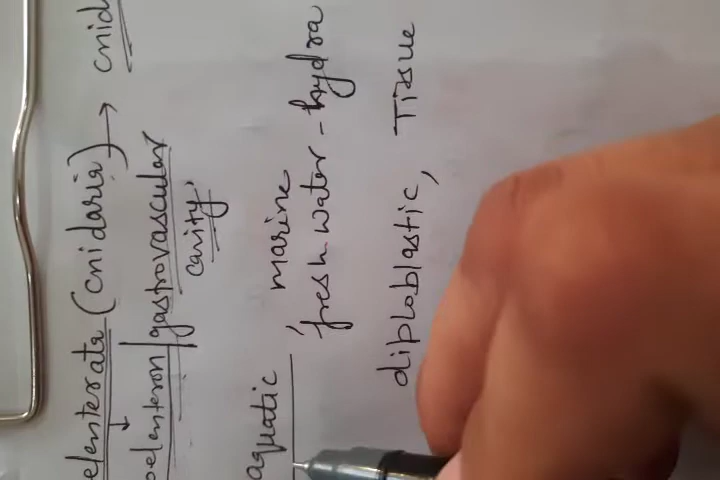 elenterata (cnidaria) → cnid
oelenteron/gastrovascular
cavity,
aquatic, marine
fresh water - hydra
diploblastic, Tissue